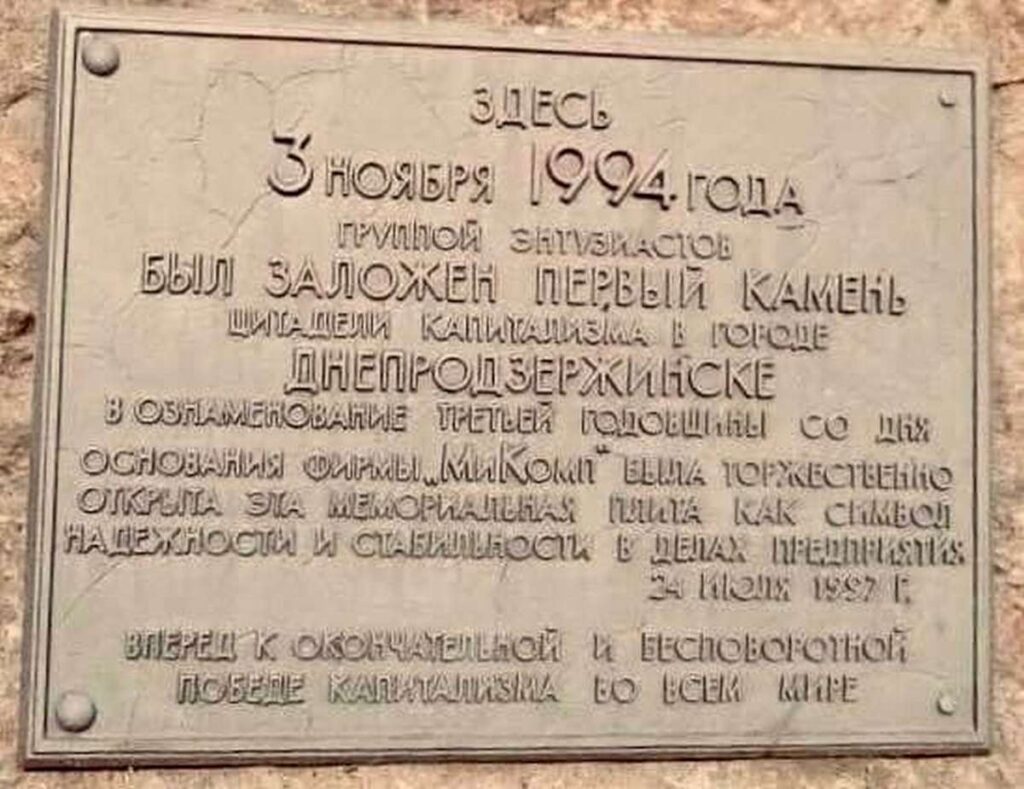 ЗДЕСЬ
3 НОЯБРЯ 1994 ГОДА
ГРУППОЙ ЭНТУЗИАСТОВ
БЫЛ ЗАЛОЖЕН ПЕРВЫЙ КАМЕНЬ
ЦИТАДЕЛИ КАПИТАЛИЗМА В ГОРОДЕ
ДНЕПРОДЗЕРЖИНСКЕ
В ОЗНАМЕНОВАНИЕ ТРЕТЬЕЙ ГОДОВЩИНЫ СО ДНЯ
ОСНОВАНИЯ ФИРМЫ „МиКомп“ БЫЛА ТОРЖЕСТВЕННО
ОТКРЫТА ЭТА МЕМОРИАЛЬНАЯ ПЛИТА КАК СИМВОЛ
НАДЕЖНОСТИ И СТАБИЛЬНОСТИ В ДЕЛАХ ПРЕДПРИЯТИЯ
24 ИЮЛЯ 1997 Г.
ВПЕРЕД К ОКОНЧАТЕЛЬНОЙ И БЕСПОВОРОТНОЙ
ПОБЕДЕ КАПИТАЛИЗМА ВО ВСЕМ МИРЕ